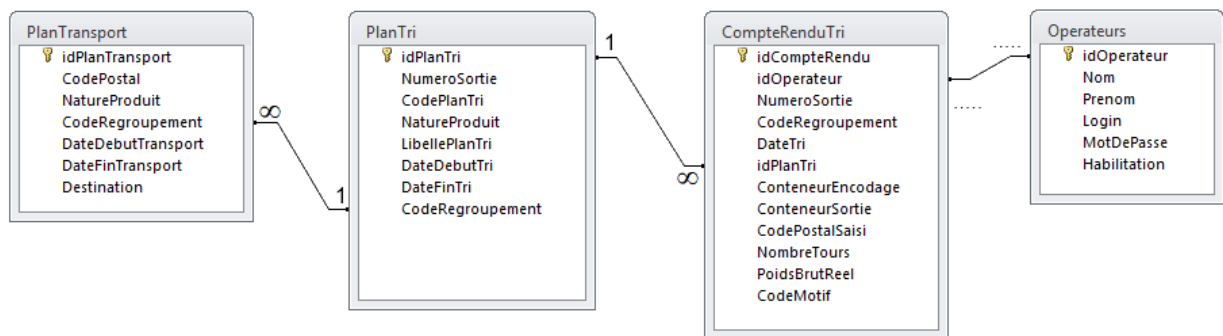 PlanTransport
idPlanTransport
CodePostal
NatureProduit
CodeRegroupement
DateDebutTransport
DateFinTransport
Destination
∞
1
PlanTri
idPlanTri
NumeroSortie
CodePlanTri
NatureProduit
LibellePlanTri
DateDebutTri
DateFinTri
CodeRegroupement
1
∞
CompteRenduTri
idCompteRendu
idOperateur
NumeroSortie
CodeRegroupement
DateTri
idPlanTri
ConteneurEncodage
ConteneurSortie
CodePostalSaisi
NombreTours
PoidsBrutReel
CodeMotif
.....
.....
Operateurs
idOperateur
Nom
Prenom
Login
MotDePasse
Habilitation